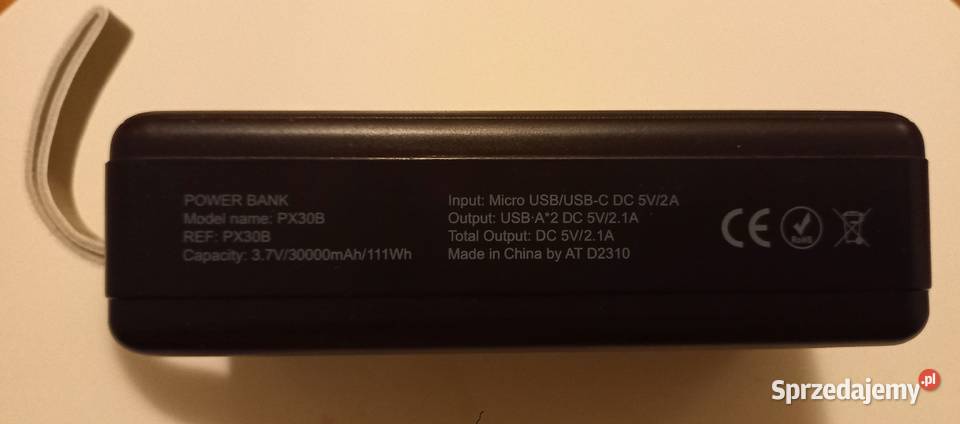 POWER BANK
Model name: PX30B
REF: PX30B
Capacity: 3.7V/30000mAh/111Wh
Input: Micro USB/USB-C DC 5V/2A
Output: USB-A*2 DC 5V/2.1A
Total Output: DC 5V/2.1A
Made in China by AT D2310
CE
RoHS
Sprzedajemy.pl